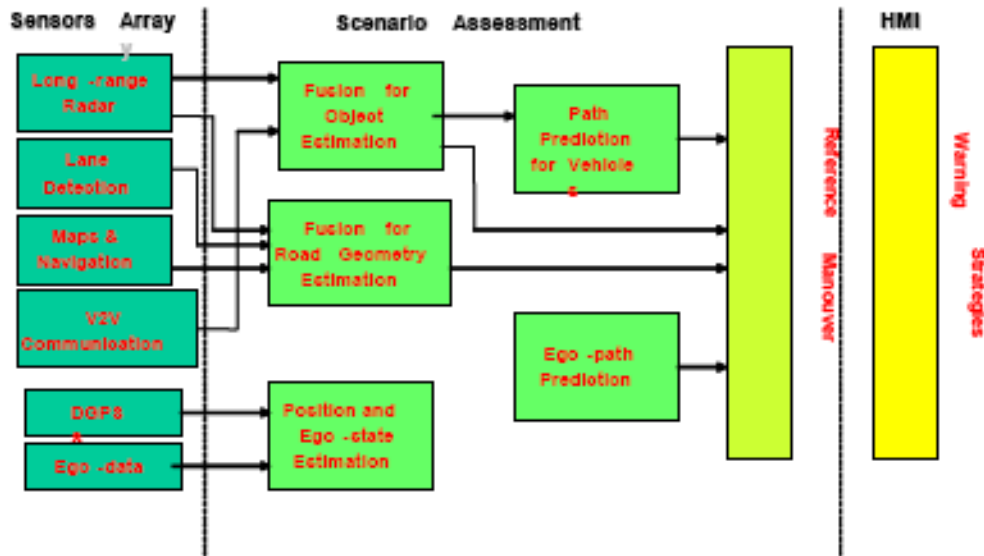 Sensors Array
Scenario Assessment
HMI
Long -range
Radar
Lane
Detection
Maps &
Navigation
V2V
Communication
DGPS
x
Ego -data
Fusion for
Object
Estimation
Fusion for
Road Geometry
Estimation
Position and
Ego -state
Estimation
Path
Prediction
for Vehicle
s
Ego -path
Prediction
Reference Manouver
Warning
Strategies